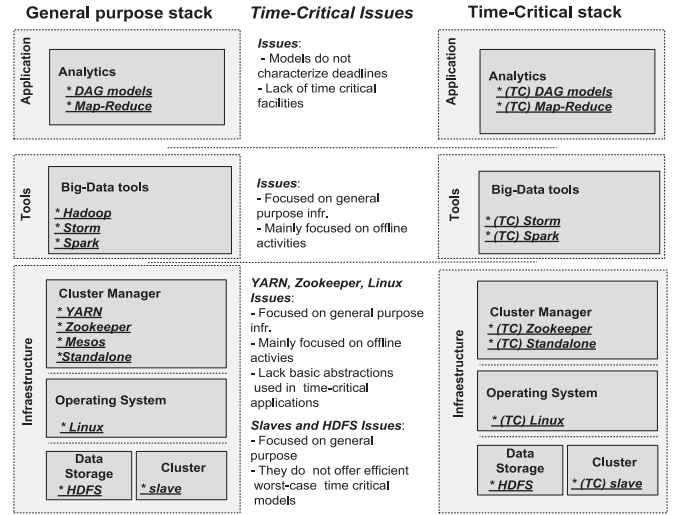 General purpose stack
Application
Analytics
* DAG models
* Map-Reduce
Tools
Big-Data tools
* Hadoop
* Storm
* Spark
Infraestructure
Cluster Manager
* YARN
* Zookeeper
* Mesos
*Standalone
Operating System
* Linux
Data
Storage
* HDFS
Cluster
* slave
Time-Critical Issues
Issues:
- Models do not
characterize deadlines
- Lack of time critical
facilities
Issues:
- Focused on general
purpose infr.
- Mainly focused on offline
activities
YARN, Zookeeper, Linux
Issues:
- Focused on general purpose
infr.
- Mainly focused on offline
activies
- Lack basic abstractions
used in time-critical
applications
Slaves and HDFS Issues:
- Focused on general
purpose
- They do not offer efficient
worst-case time critical
models
Time-Critical stack
Application
Analytics
* (TC) DAG models
* (TC) Map-Reduce
Tools
Big-Data tools
* (TC) Storm
* (TC) Spark
Infraestructure
Cluster Manager
* (TC) Zookeeper
* (TC) Standalone
Operating System
* (TC) Linux
Data
Storage
* HDFS
Cluster
* (TC) slave